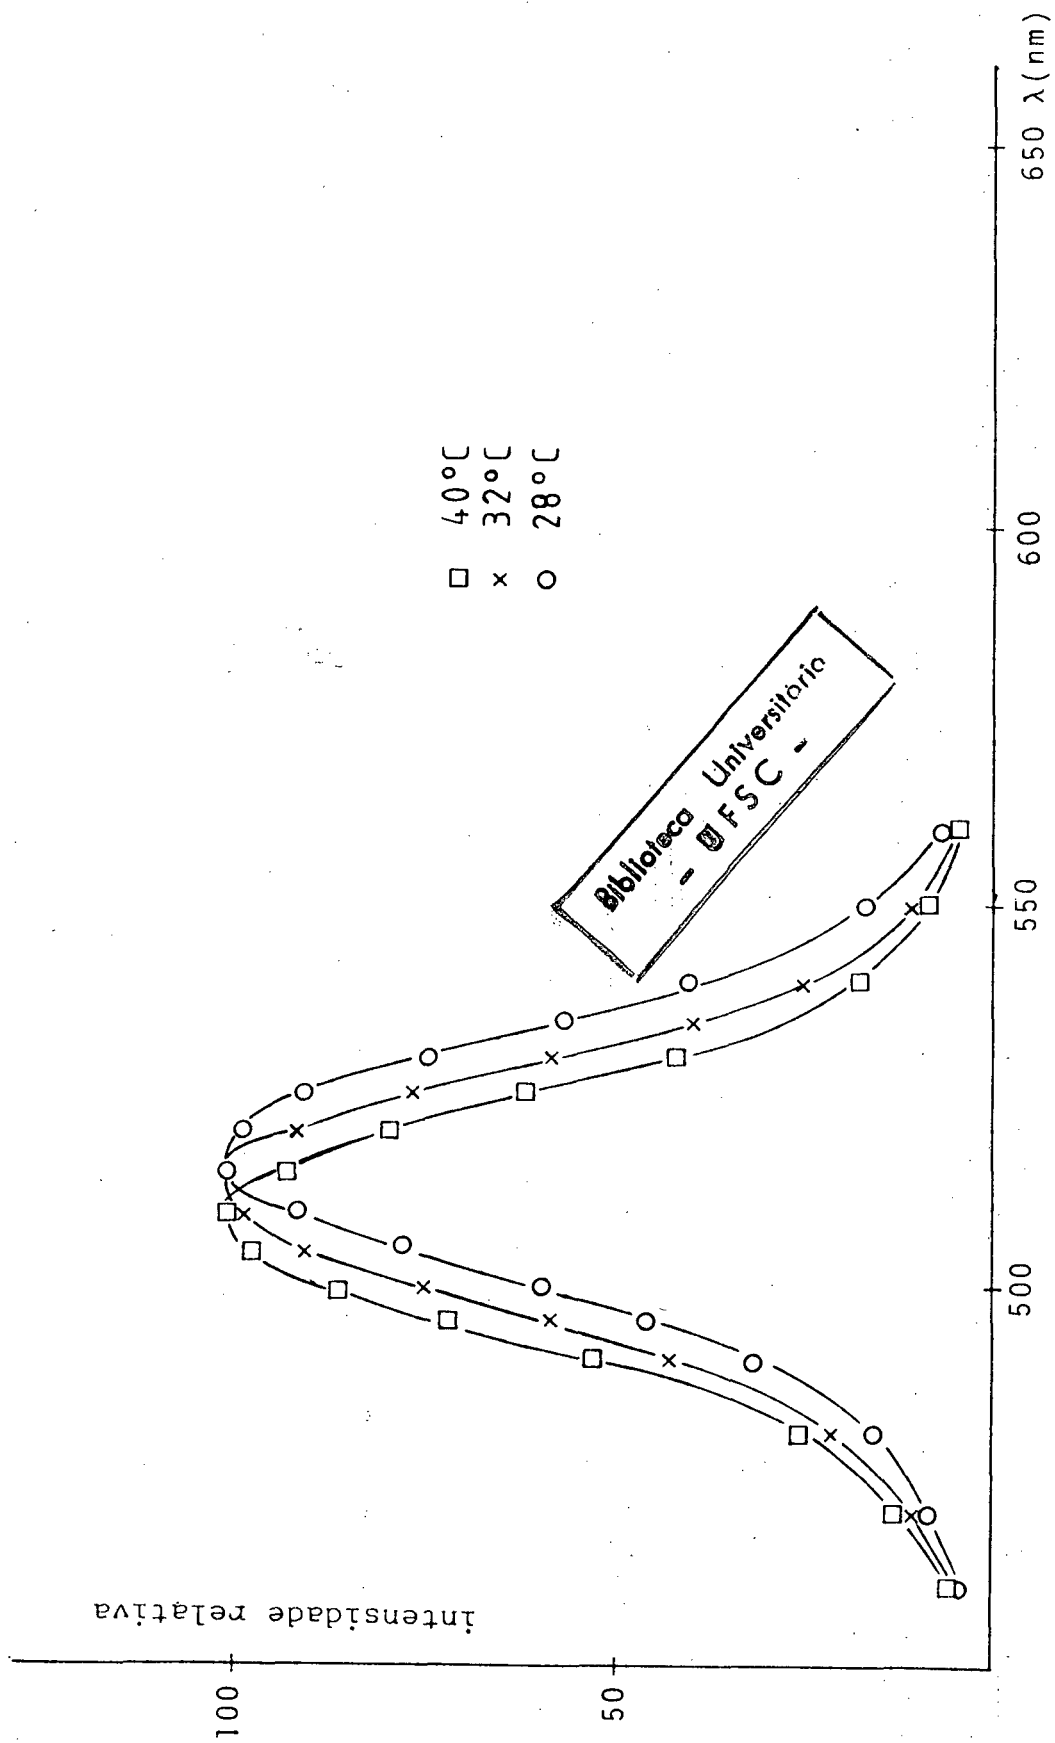 intensidade relativa
100
50
□ 40°C
× 32°C
○ 28°C
Biblioteca Universitária
- UFSC -
500
550
600
650 λ(nm)